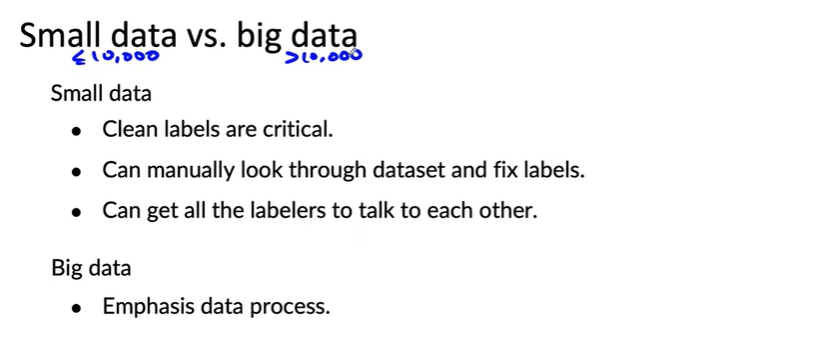 Small data vs. big data
≤10,000 >10,000
Small data
• Clean labels are critical.
• Can manually look through dataset and fix labels.
• Can get all the labelers to talk to each other.
Big data
• Emphasis data process.